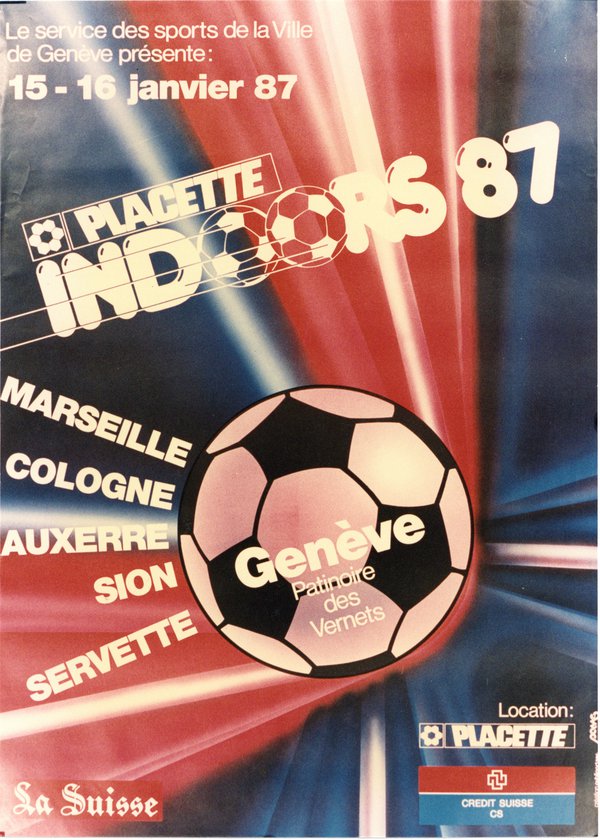 Le service des sports de la Ville
de Genève présente:
15 - 16 janvier 87
PLACETTE
INDOORS 87
MARSEILLE
COLOGNE
AUXERRE
SION
SERVETTE
Genève
Patinoire
des
Vernets
Location:
PLACETTE
CREDIT SUISSE
CS
La Suisse